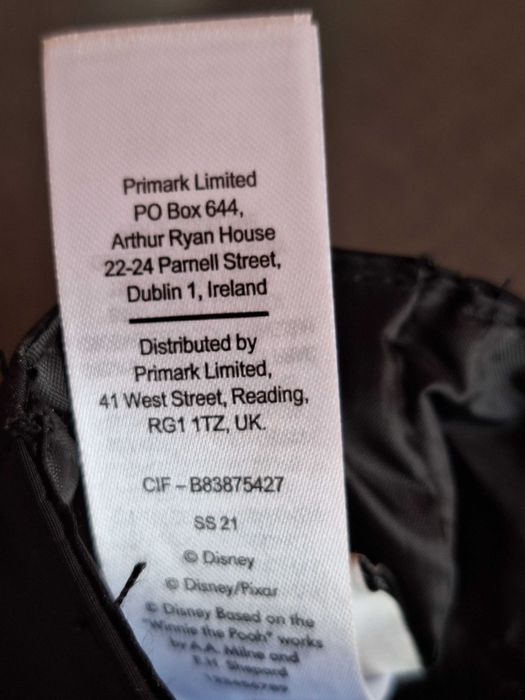 Primark Limited
PO Box 644,
Arthur Ryan House
22-24 Parnell Street,
Dublin 1, Ireland
Distributed by
Primark Limited,
41 West Street, Reading,
RG1 1TZ, UK.
CIF – B83875427
SS 21
© Disney
© Disney/Pixar
© Disney Based on the
"Winnie the Pooh" works
by A.A. Milne and
E.H. Shepard